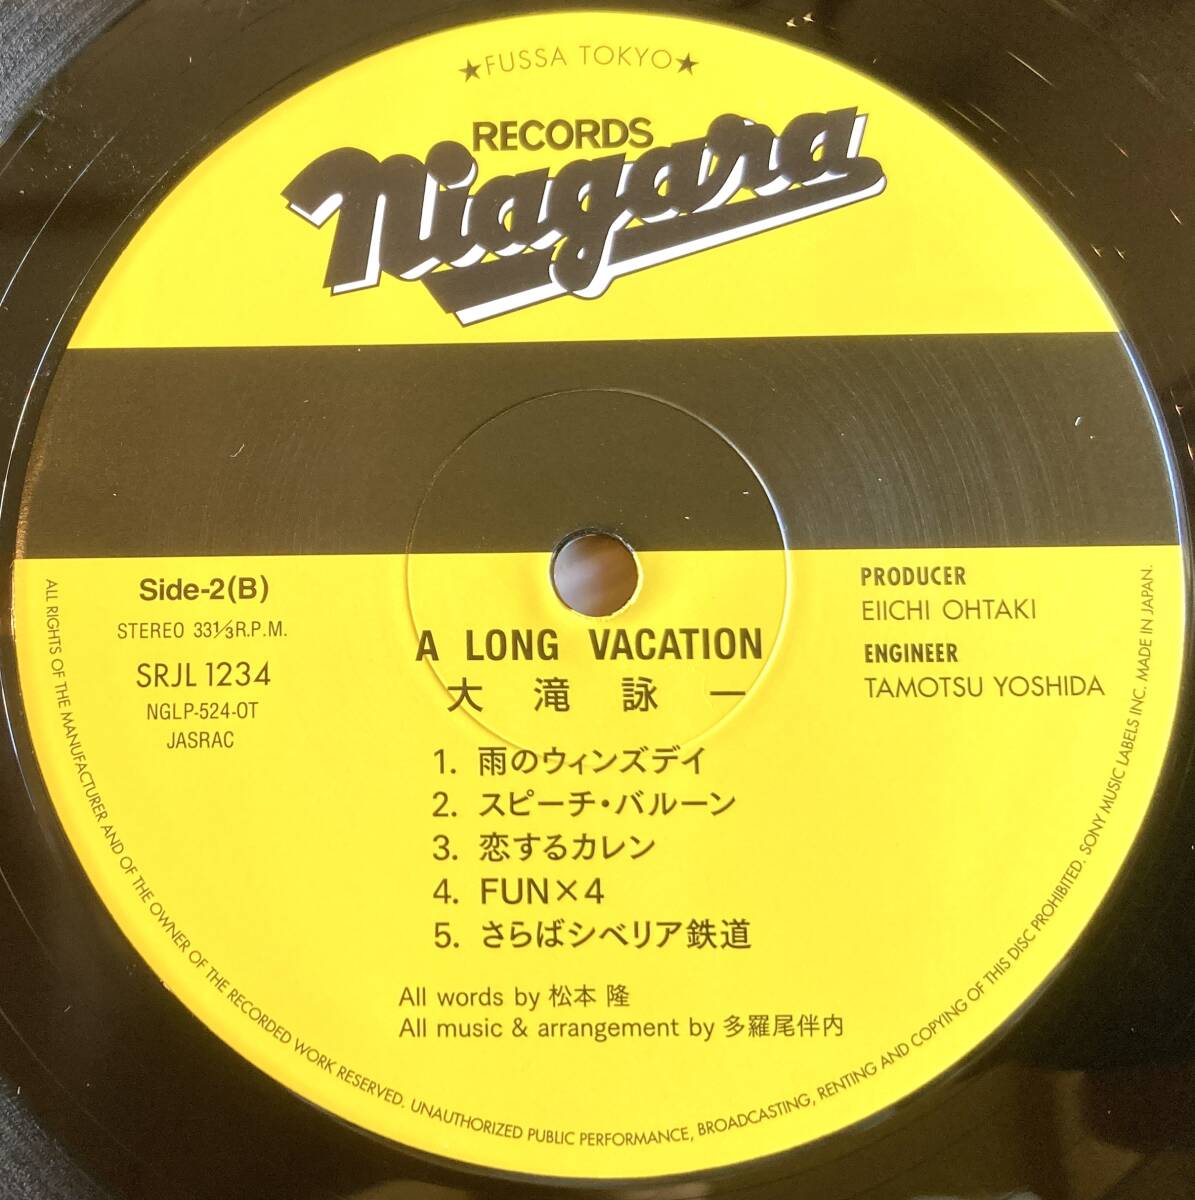 ★FUSSA TOKYO★
RECORDS
Niagara
Side-2(B)
STEREO 33 1/3 R.P.M.
SRJL 1234
NGLP-524-OT
JASRAC
PRODUCER
EIICHI OHTAKI
ENGINEER
TAMOTSU YOSHIDA
A LONG VACATION
大滝詠一
1. 雨のウィンズデイ
2. スピーチ・バルーン
3. 恋するカレン
4. FUN×4
5. さらばシベリア鉄道
All words by 松本 隆
All music & arrangement by 多羅尾伴内
ALL RIGHTS OF THE MANUFACTURER AND OF THE OWNER OF THE RECORDED WORK RESERVED. UNAUTHORIZED PUBLIC PERFORMANCE, BROADCASTING, RENTING AND COPYING OF THIS DISC PROHIBITED. SONY MUSIC LABELS INC. MADE IN JAPAN.